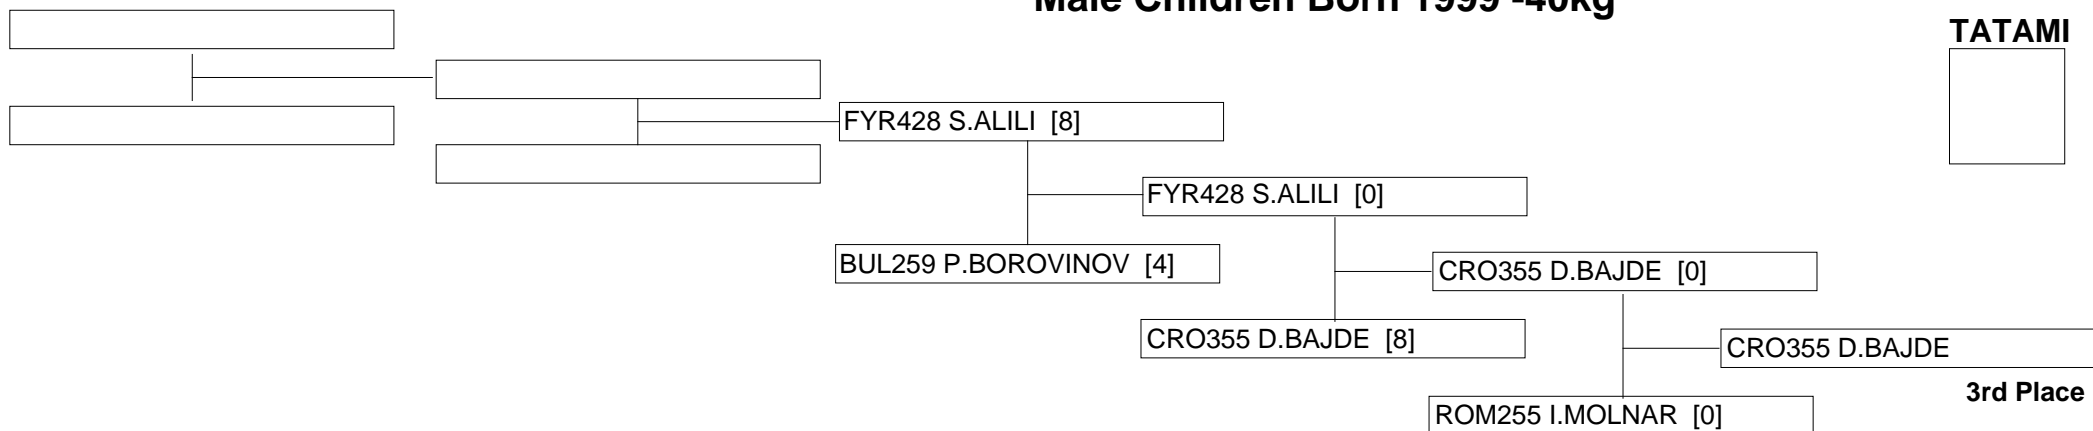 Male Children Born 1999 -40kg
TATAMI
FYR428 S.ALILI [8]
FYR428 S.ALILI [0]
BUL259 P.BOROVINOV [4]
CRO355 D.BAJDE [0]
CRO355 D.BAJDE [8]
CRO355 D.BAJDE
3rd Place
ROM255 I.MOLNAR [0]